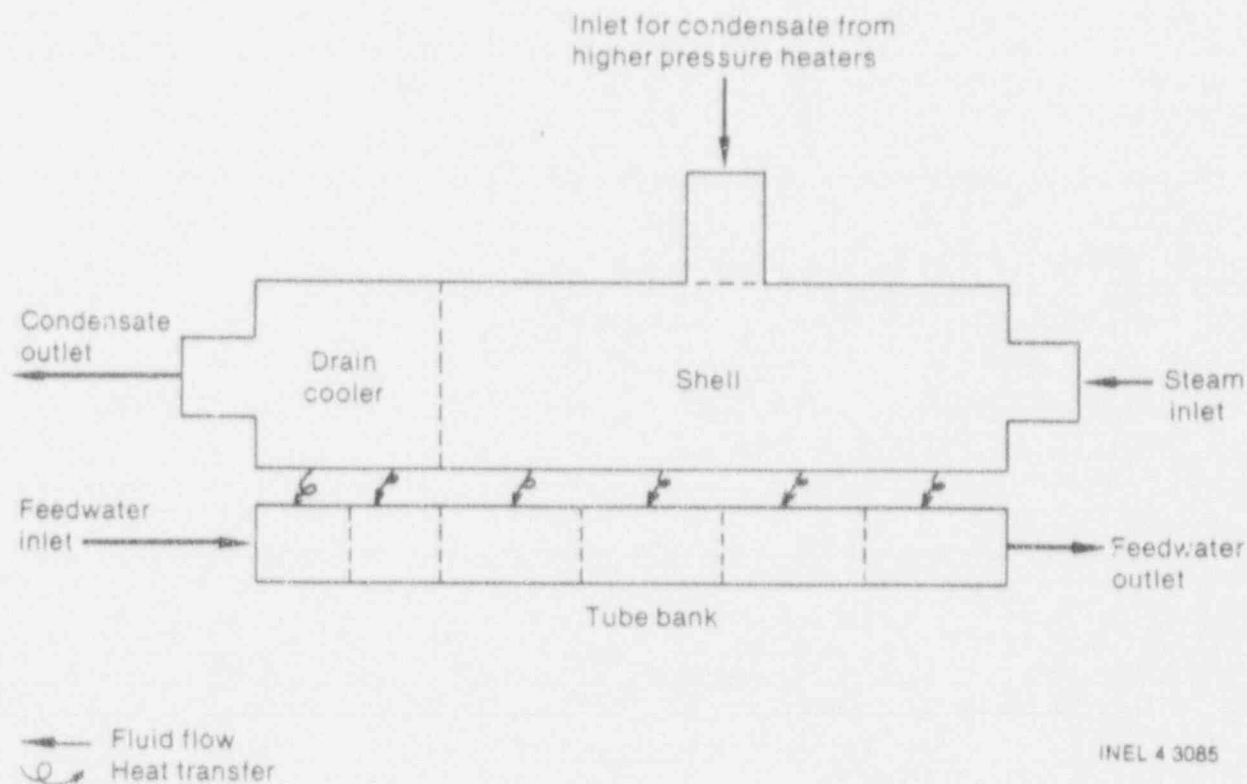 Inlet for condensate from
higher pressure heaters
Condensate
outlet
Drain
cooler
Shell
Steam
inlet
Feedwater
inlet
Feedwater
outlet
Tube bank
Fluid flow
Heat transfer
INEL 4 3085